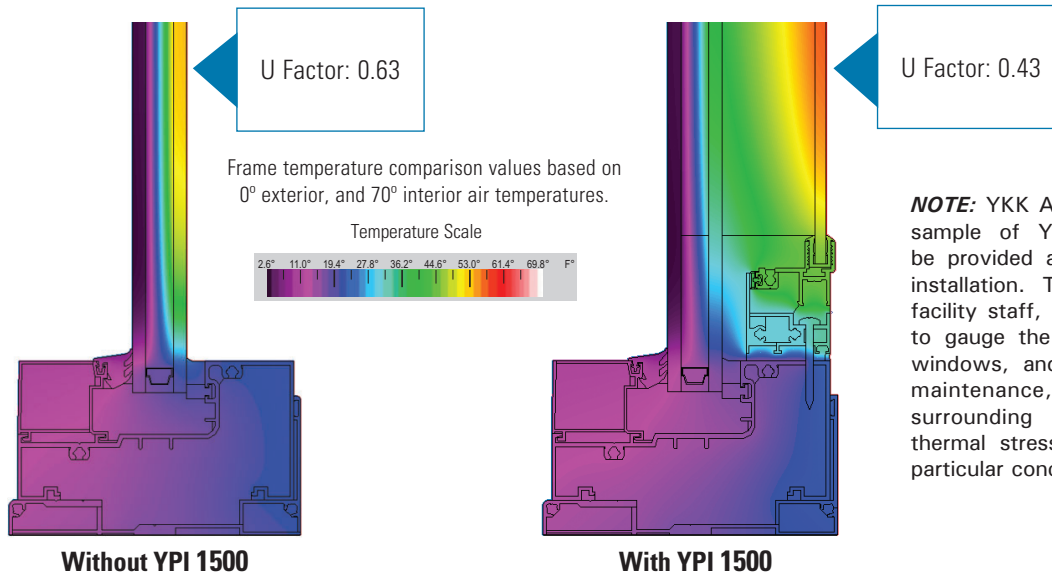 U Factor: 0.63
U Factor: 0.43
Frame temperature comparison values based on
0º exterior, and 70º interior air temperatures.
Temperature Scale
2.6° 11.0° 19.4° 27.8° 36.2° 44.6° 53.0° 61.4° 69.8° F°
NOTE: YKK A
sample of Y
be provided a
installation. T
facility staff,
to gauge the
windows, and
maintenance,
surrounding
thermal stress
particular cond
Without YPI 1500
With YPI 1500